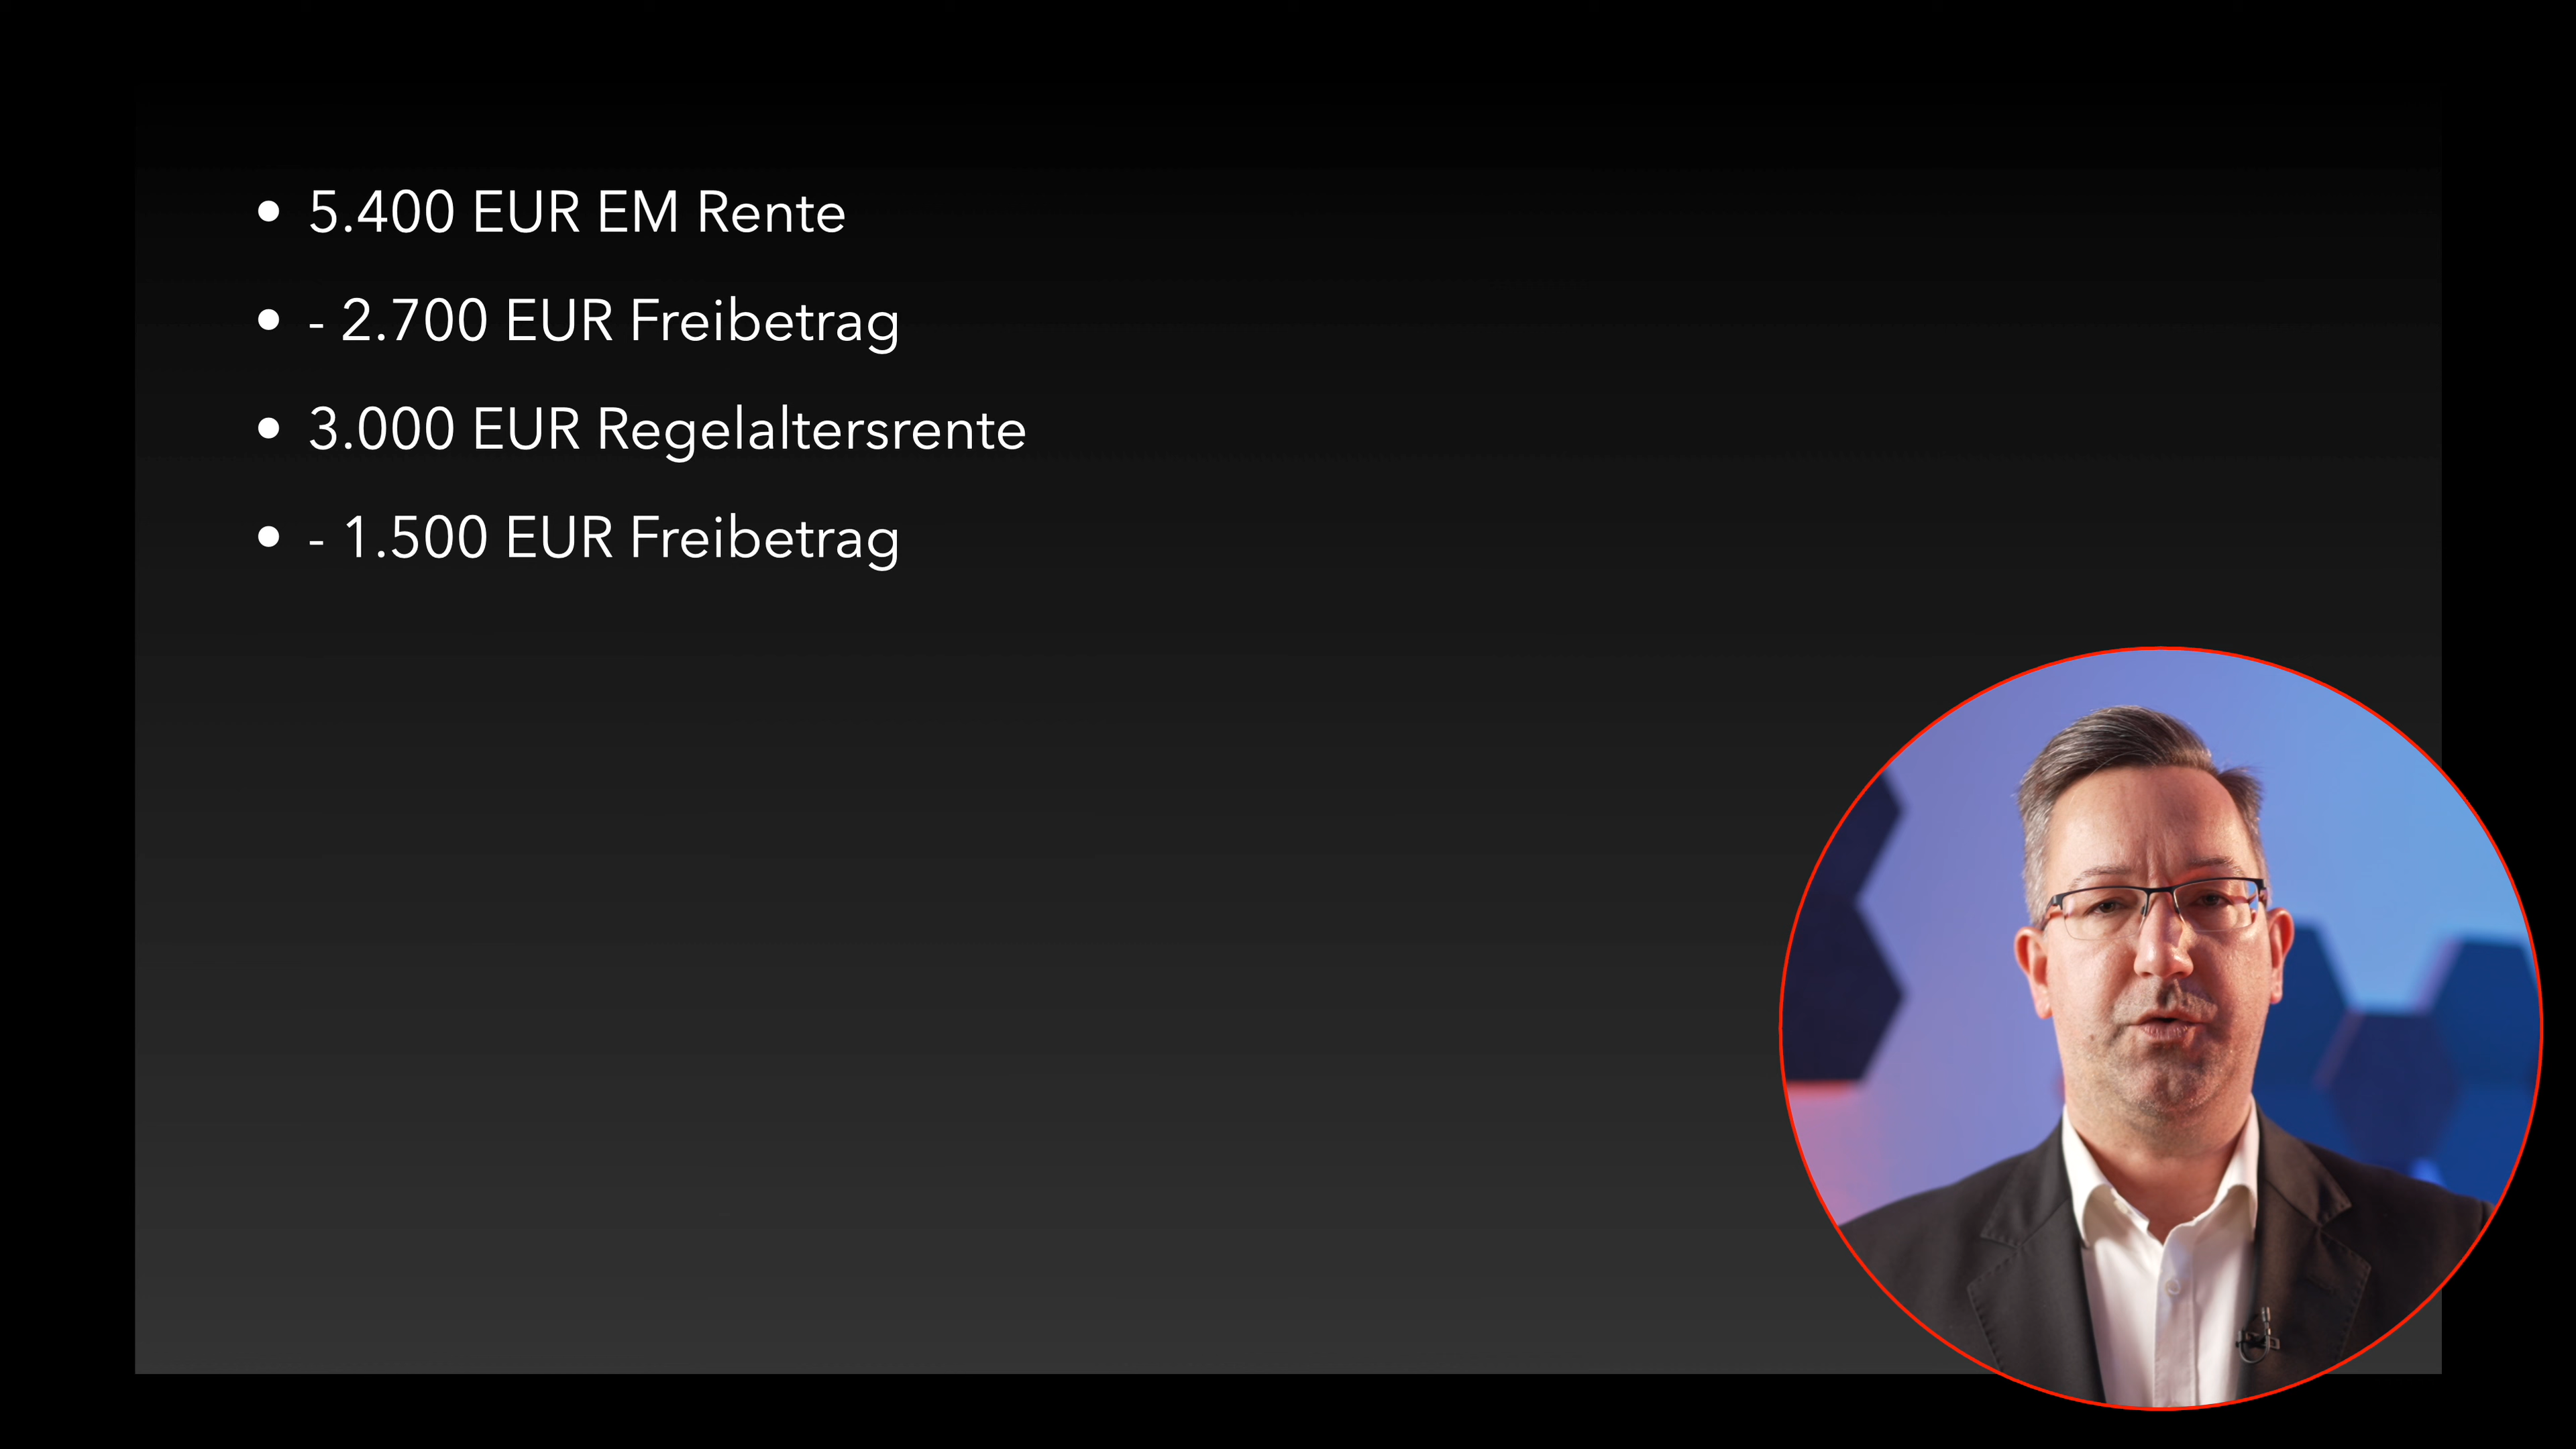 • 5.400 EUR EM Rente
• - 2.700 EUR Freibetrag
• 3.000 EUR Regelaltersrente
• - 1.500 EUR Freibetrag